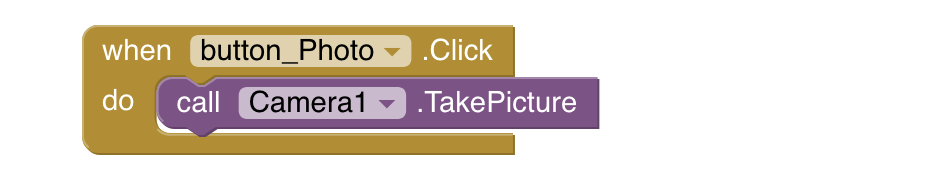 when button_Photo .Click
do call Camera1 .TakePicture